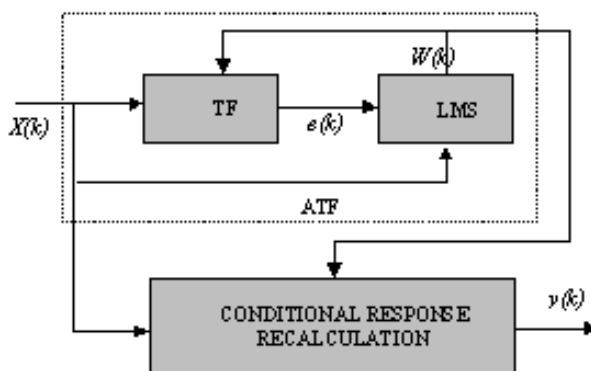 W(k)
TF
LMS
X(k)
e(k)
ATF
CONDITIONAL RESPONSE
RECALCULATION
y(k)